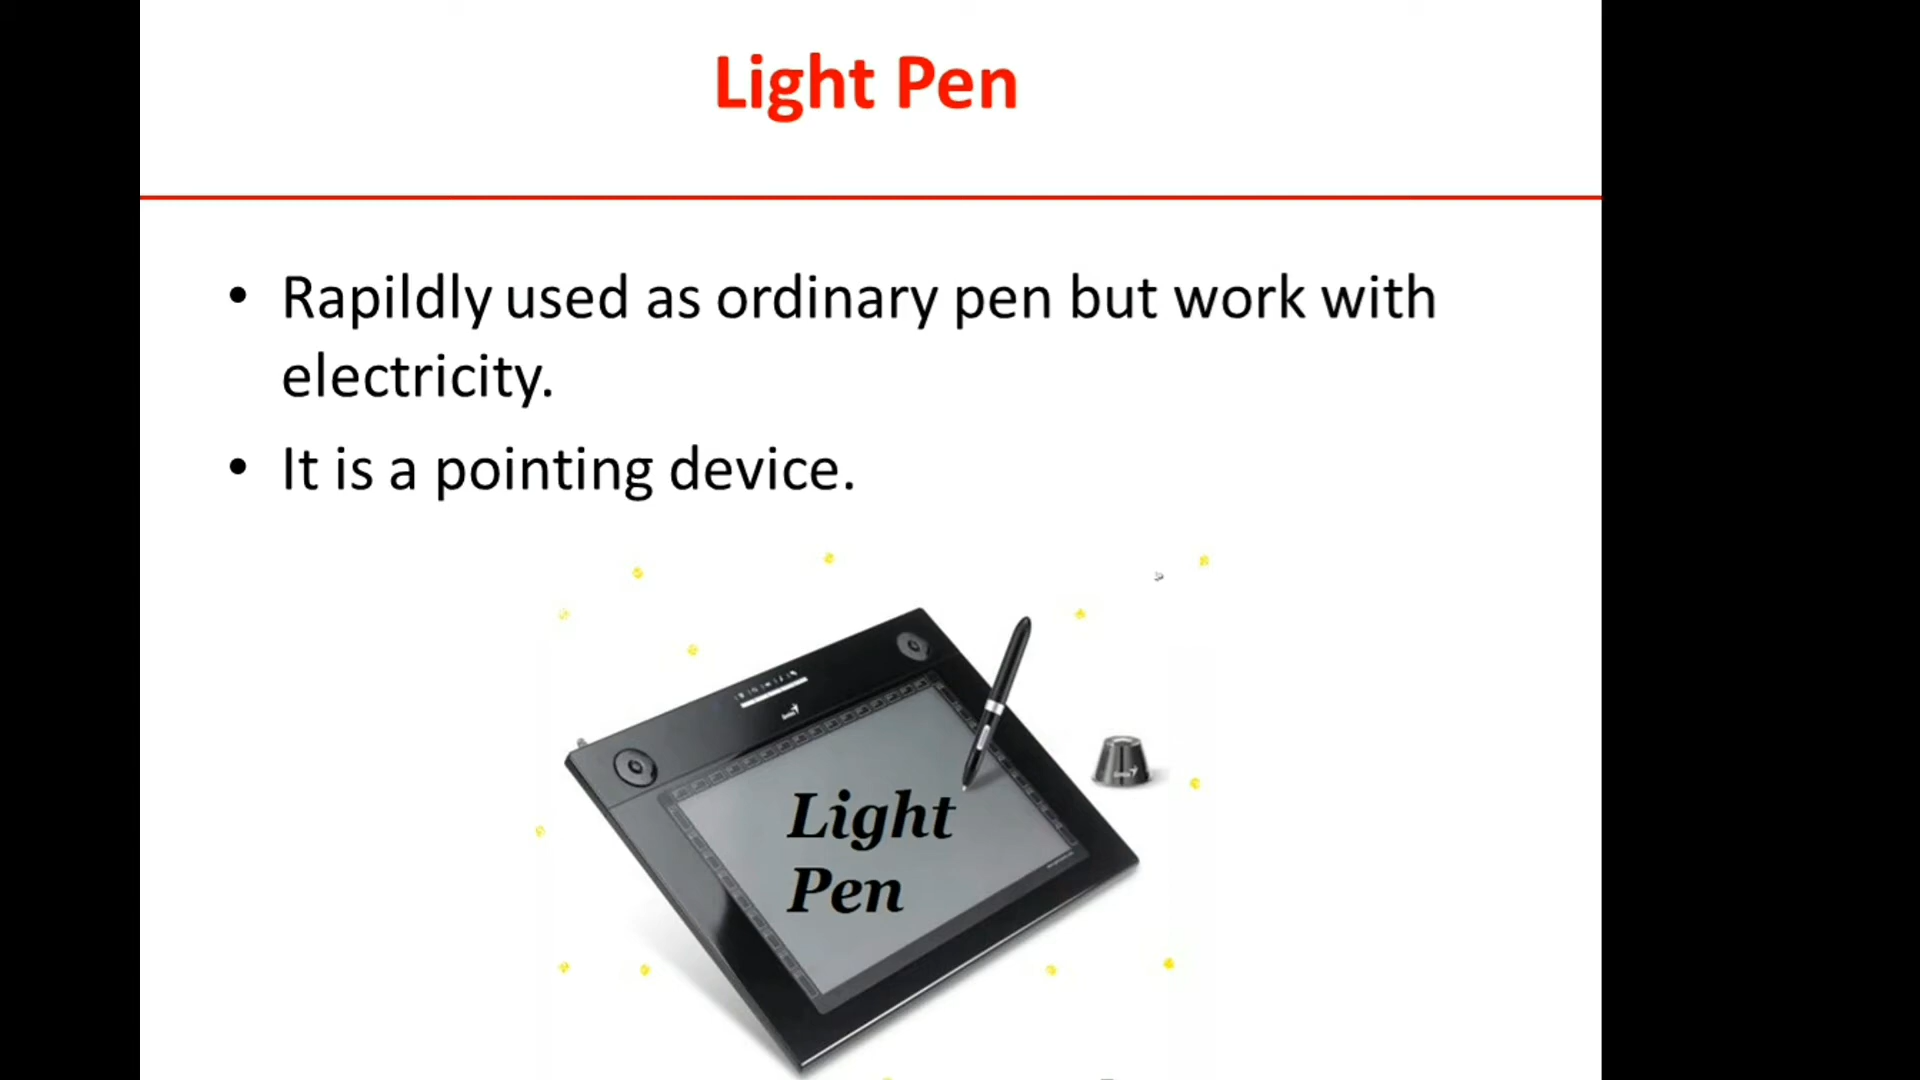 Light Pen
• Rapildly used as ordinary pen but work with
electricity.
• It is a pointing device.
Light
Pen